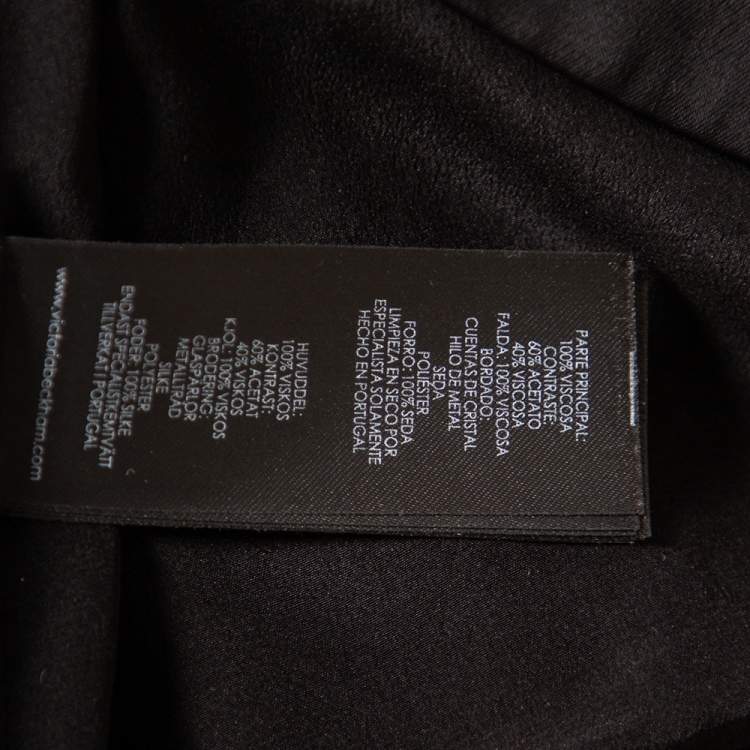 PARTE PRINCIPAL:
100% VISCOSA
CONTRASTE:
60% ACETATO
40% VISCOSA
FALDA: 100% VISCOSA
BORDADO:
CUENTAS DE CRISTAL
HILO DE METAL
SEDA
POLIÉSTER
FORRO: 100% SEDA
LIMPIEZA EN SECO POR
ESPECIALISTA SOLAMENTE
HECHO EN PORTUGAL
HUVUDDEL:
100% VISKOS
KONTRAST:
60% ACETAT
40% VISKOS
KJOL: 100% VISKOS
BRODERING:
GLASPÄRLOR
METALLTRÅD
SILKE
POLYESTER
FODER: 100% SILKE
ENDAST SPECIALISTKEMTVÄTT
TILLVERKAT I PORTUGAL
www.victoriabeckham.com